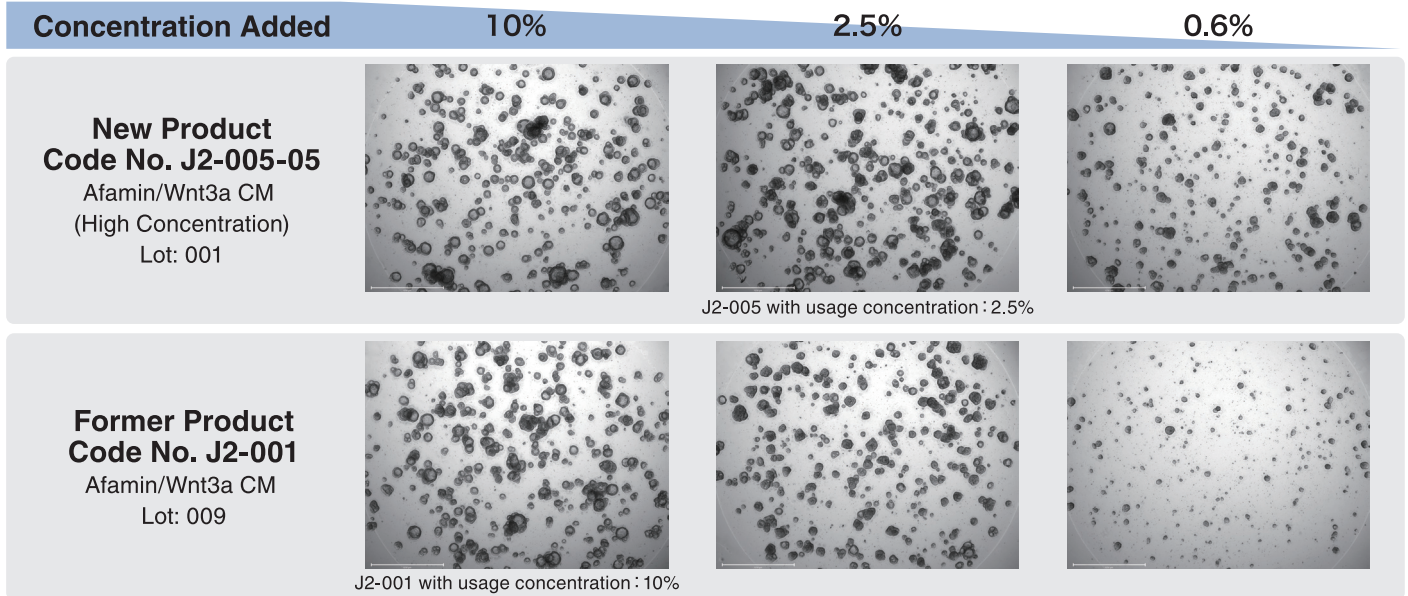 Concentration Added 10% 2.5% 0.6%
New Product
Code No. J2-005-05
Afamin/Wnt3a CM
(High Concentration)
Lot: 001
J2-005 with usage concentration：2.5%
Former Product
Code No. J2-001
Afamin/Wnt3a CM
Lot: 009
J2-001 with usage concentration：10%